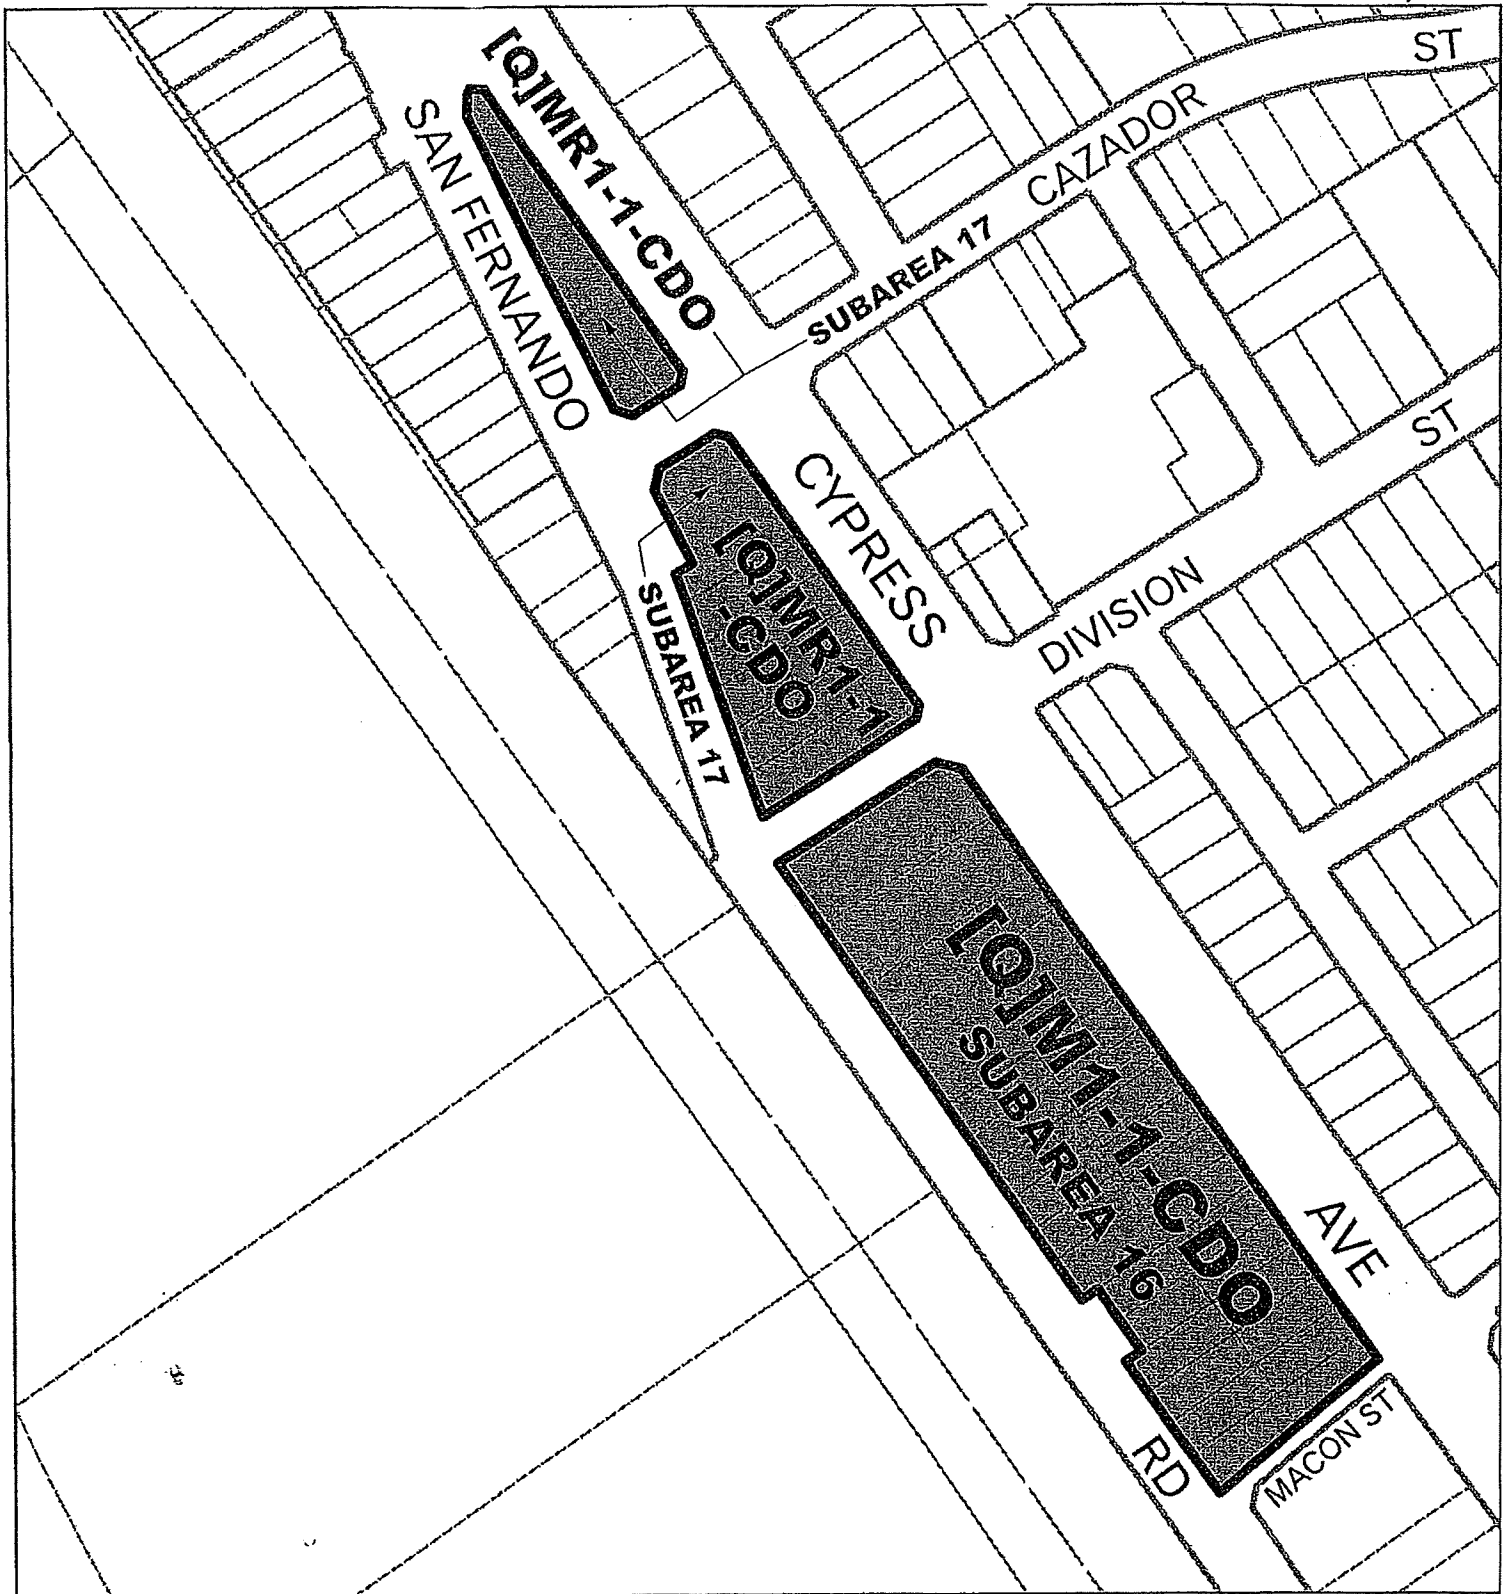 ST
[Q]MR1-1-CDO
SAN FERNANDO
CAZADOR
SUBAREA 17
ST
CYPRESS
[Q]MR1-1
-CDO
DIVISION
SUBAREA 17
[Q]M1-1-CDO
SUBAREA 16
AVE
RD
MACON ST